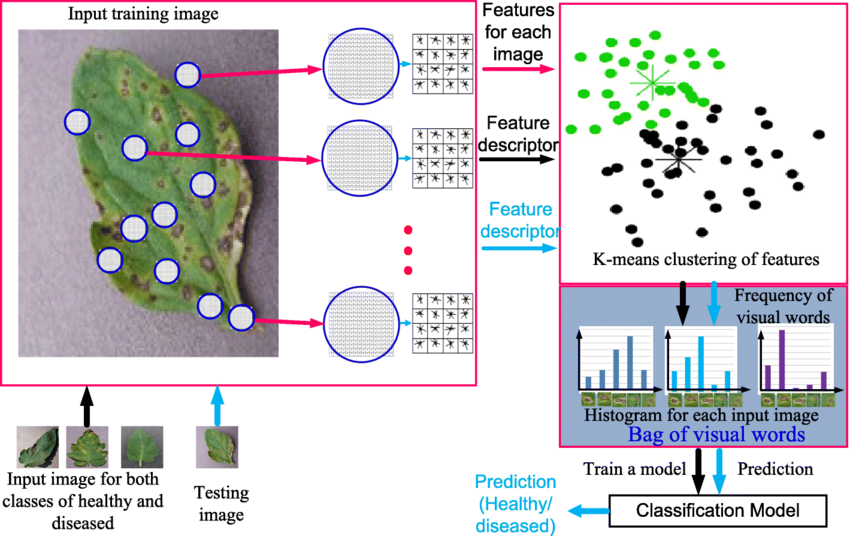 Input training image
Features
for each
image
Feature
descriptor
Feature
descriptor
K-means clustering of features
Frequency of
visual words
Histogram for each input image
Bag of visual words
Input image for both
classes of healthy and
diseased
Testing
image
Train a model
Prediction
Prediction
(Healthy/
diseased)
Classification Model